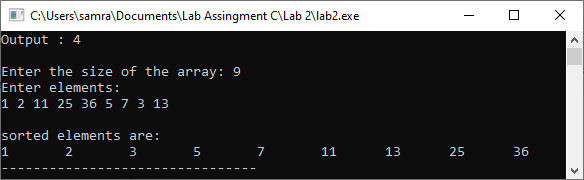 C:\Users\samra\Documents\Lab Assingment C\Lab 2\lab2.exe
Output : 4
Enter the size of the array: 9
Enter elements:
1 2 11 25 36 5 7 3 13
sorted elements are:
1 2 3 5 7 11 13 25 36
--------------------------------